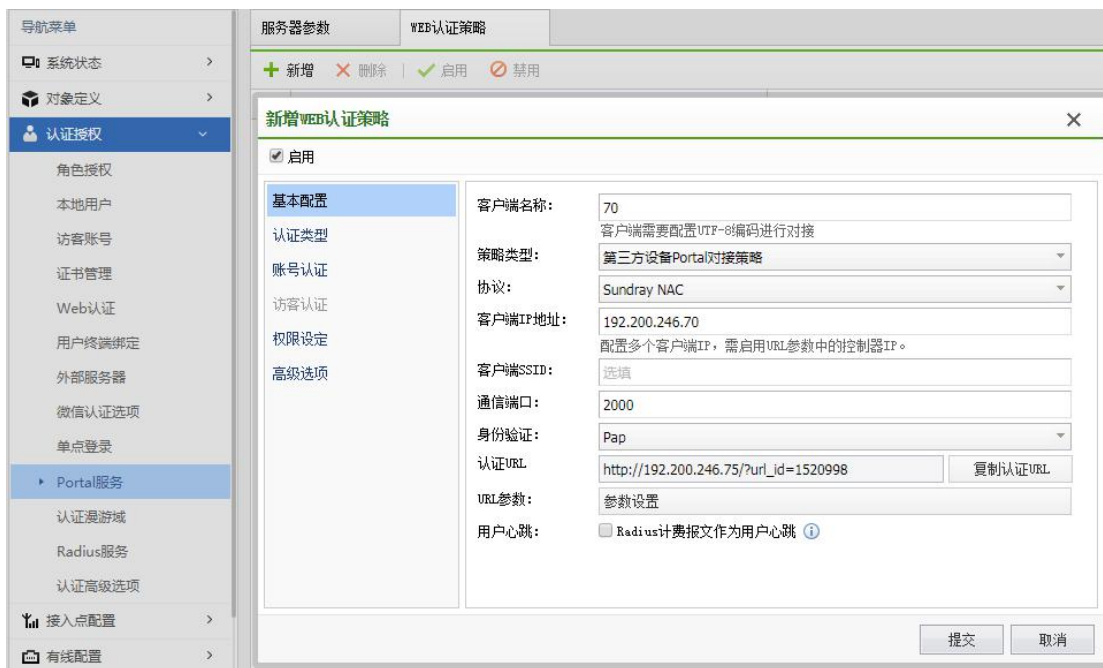 导航菜单
系统状态
对象定义
认证授权
角色授权
本地用户
访客账号
证书管理
Web认证
用户终端绑定
外部服务器
微信认证选项
单点登录
Portal服务
认证漫游域
Radius服务
认证高级选项
接入点配置
有线配置
服务器参数 WEB认证策略
新增 删除 启用 禁用
新增WEB认证策略
启用
基本配置
认证类型
账号认证
访客认证
权限设定
高级选项
客户端名称: 70
客户端需要配置UTF-8编码进行对接
策略类型: 第三方设备Portal对接策略
协议: Sundray NAC
客户端IP地址: 192.200.246.70
配置多个客户端IP，需启用URL参数中的控制器IP。
客户端SSID: 选填
通信端口: 2000
身份验证: Pap
认证URL http://192.200.246.75/?url_id=1520998 复制认证URL
URL参数: 参数设置
用户心跳: Radius计费报文作为用户心跳
提交 取消